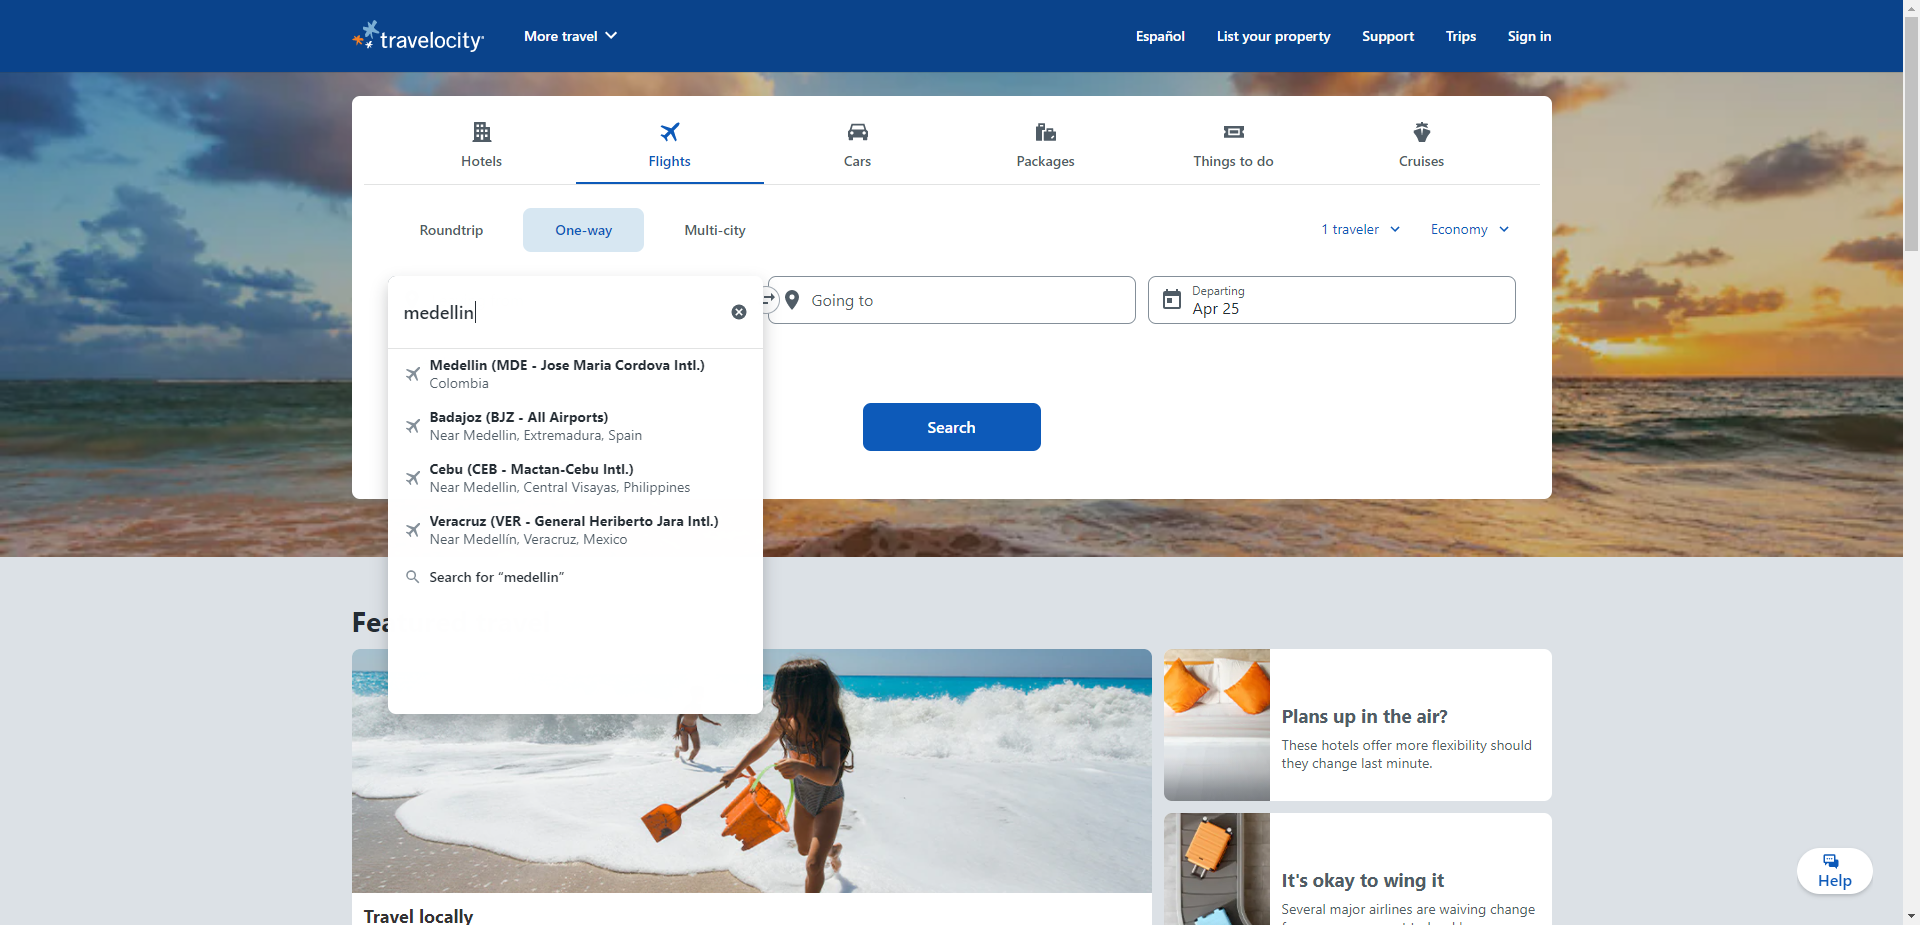 travelocity
More travel
Español
List your property
Support
Trips
Sign in
Hotels
Flights
Cars
Packages
Things to do
Cruises
Roundtrip
One-way
Multi-city
1 traveler
Economy
medellin
Going to
Departing
Apr 25
Medellin (MDE - Jose Maria Cordova Intl.)
Colombia
Badajoz (BJZ - All Airports)
Near Medellin, Extremadura, Spain
Cebu (CEB - Mactan-Cebu Intl.)
Near Medellin, Central Visayas, Philippines
Veracruz (VER - General Heriberto Jara Intl.)
Near Medellín, Veracruz, Mexico
Search for “medellin”
Search
Plans up in the air?
These hotels offer more flexibility should
they change last minute.
It's okay to wing it
Several major airlines are waiving change
Travel locally
Help